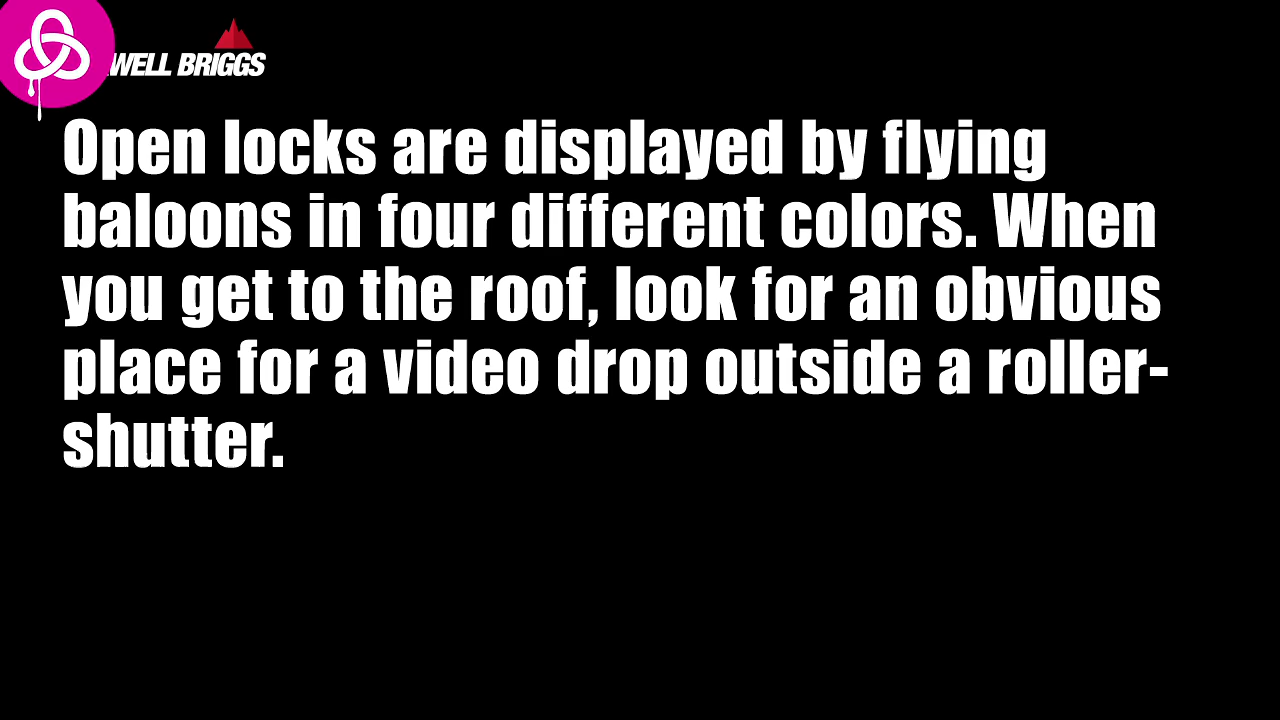 WELL BRIGGS
Open locks are displayed by flying
baloons in four different colors. When
you get to the roof, look for an obvious
place for a video drop outside a roller-
shutter.